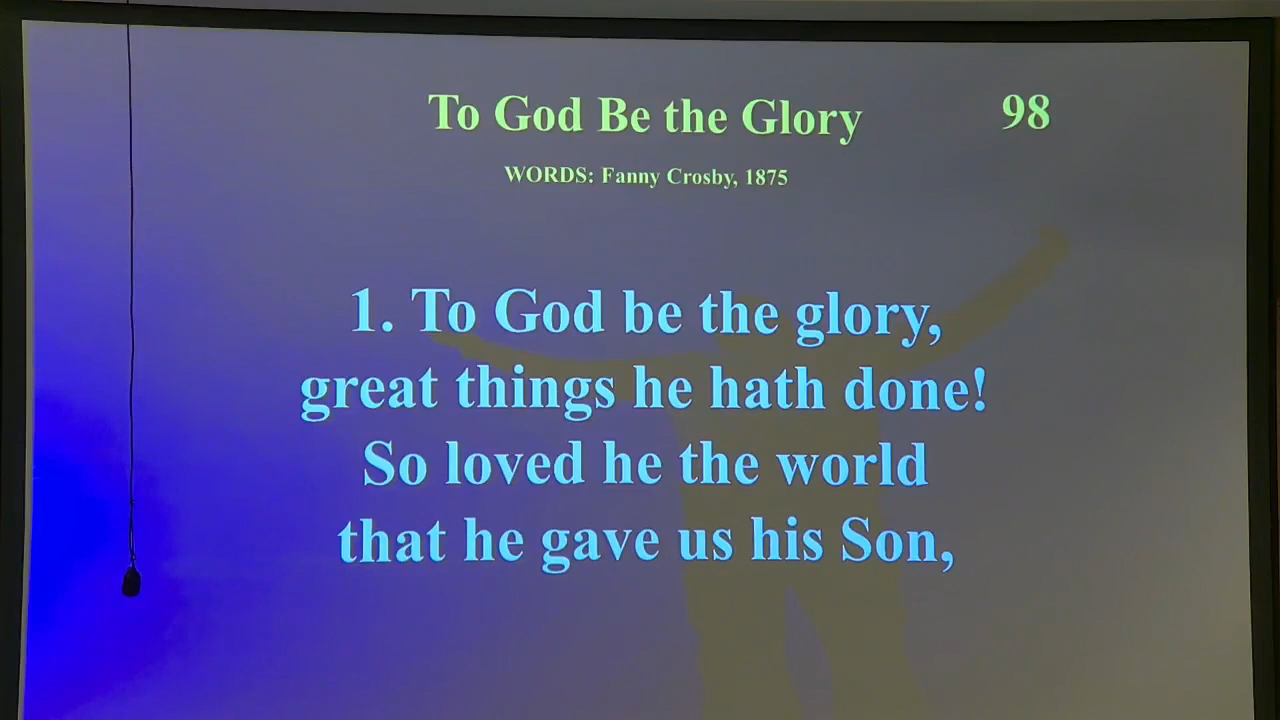 To God Be the Glory 98
WORDS: Fanny Crosby, 1875
1. To God be the glory,
great things he hath done!
So loved he the world
that he gave us his Son,